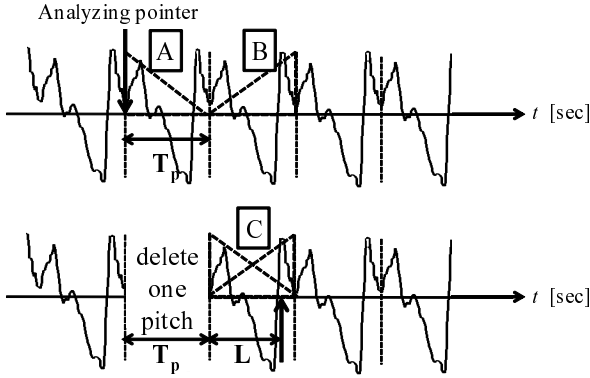 Analyzing pointer
A
B
t [sec]
Tp
C
delete
one
pitch
t [sec]
Tp
L